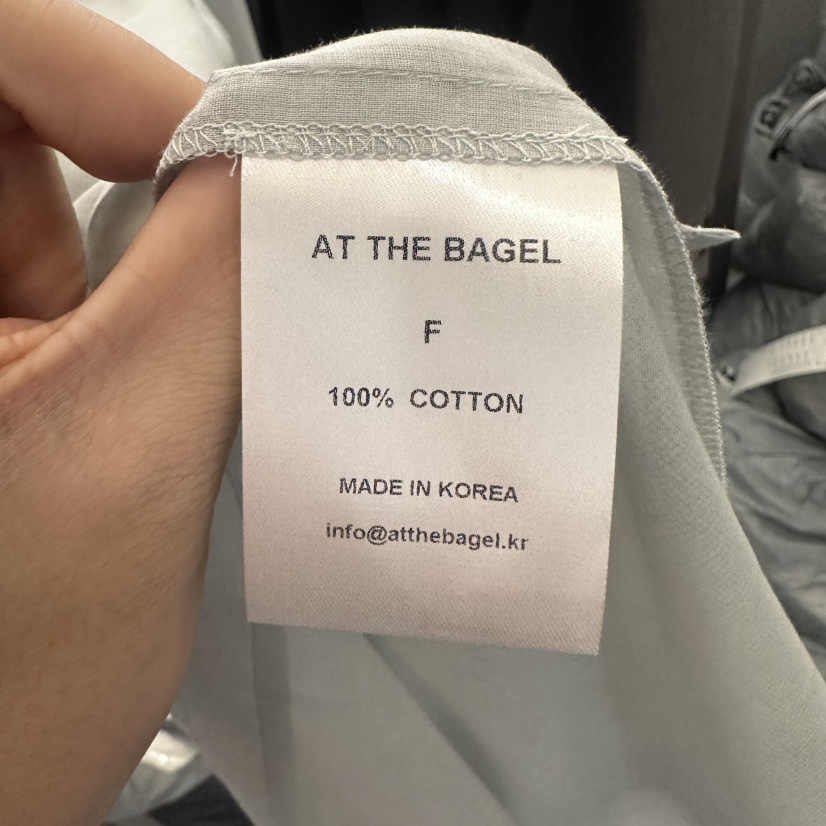 AT THE BAGEL
F
100% COTTON
MADE IN KOREA
info@atthebagel.kr